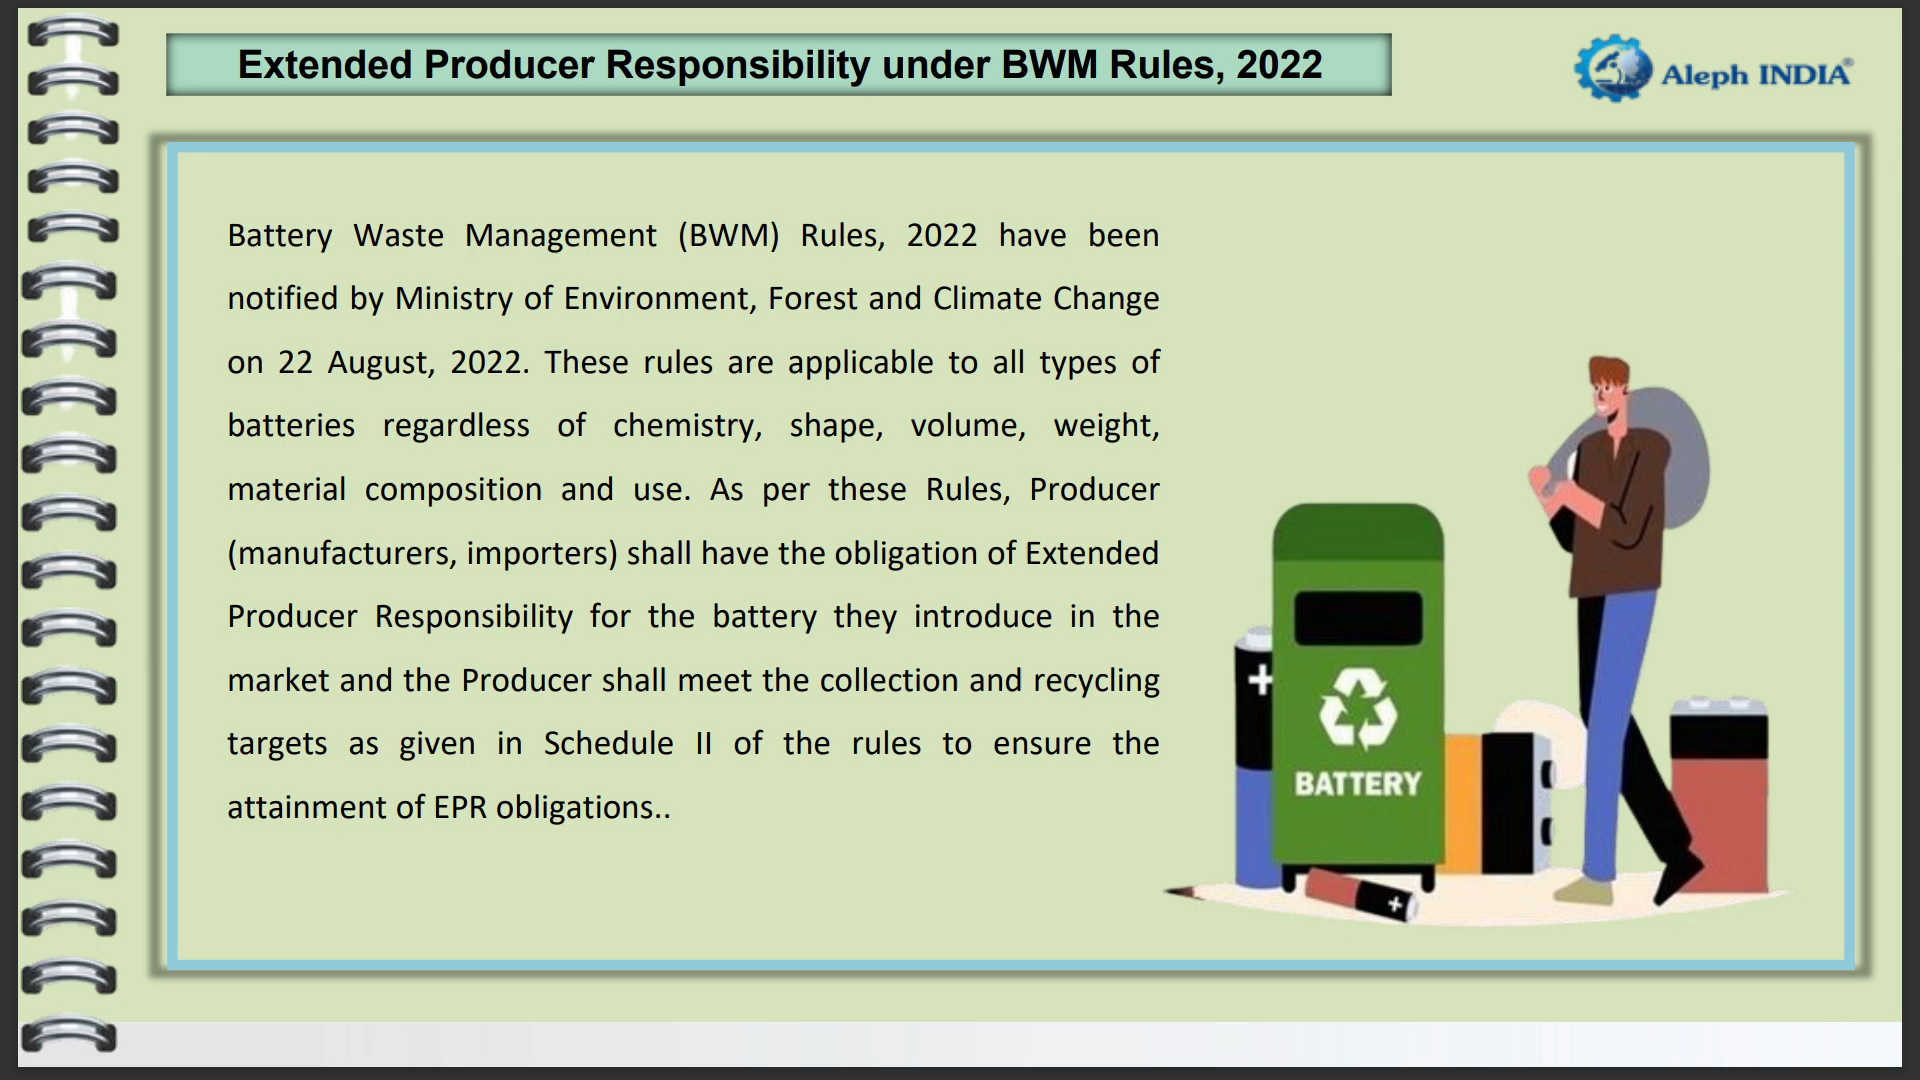 Extended Producer Responsibility under BWM Rules, 2022
Aleph INDIA®
Battery Waste Management (BWM) Rules, 2022 have been
notified by Ministry of Environment, Forest and Climate Change
on 22 August, 2022. These rules are applicable to all types of
batteries regardless of chemistry, shape, volume, weight,
material composition and use. As per these Rules, Producer
(manufacturers, importers) shall have the obligation of Extended
Producer Responsibility for the battery they introduce in the
market and the Producer shall meet the collection and recycling
targets as given in Schedule II of the rules to ensure the
attainment of EPR obligations..
+
BATTERY
+